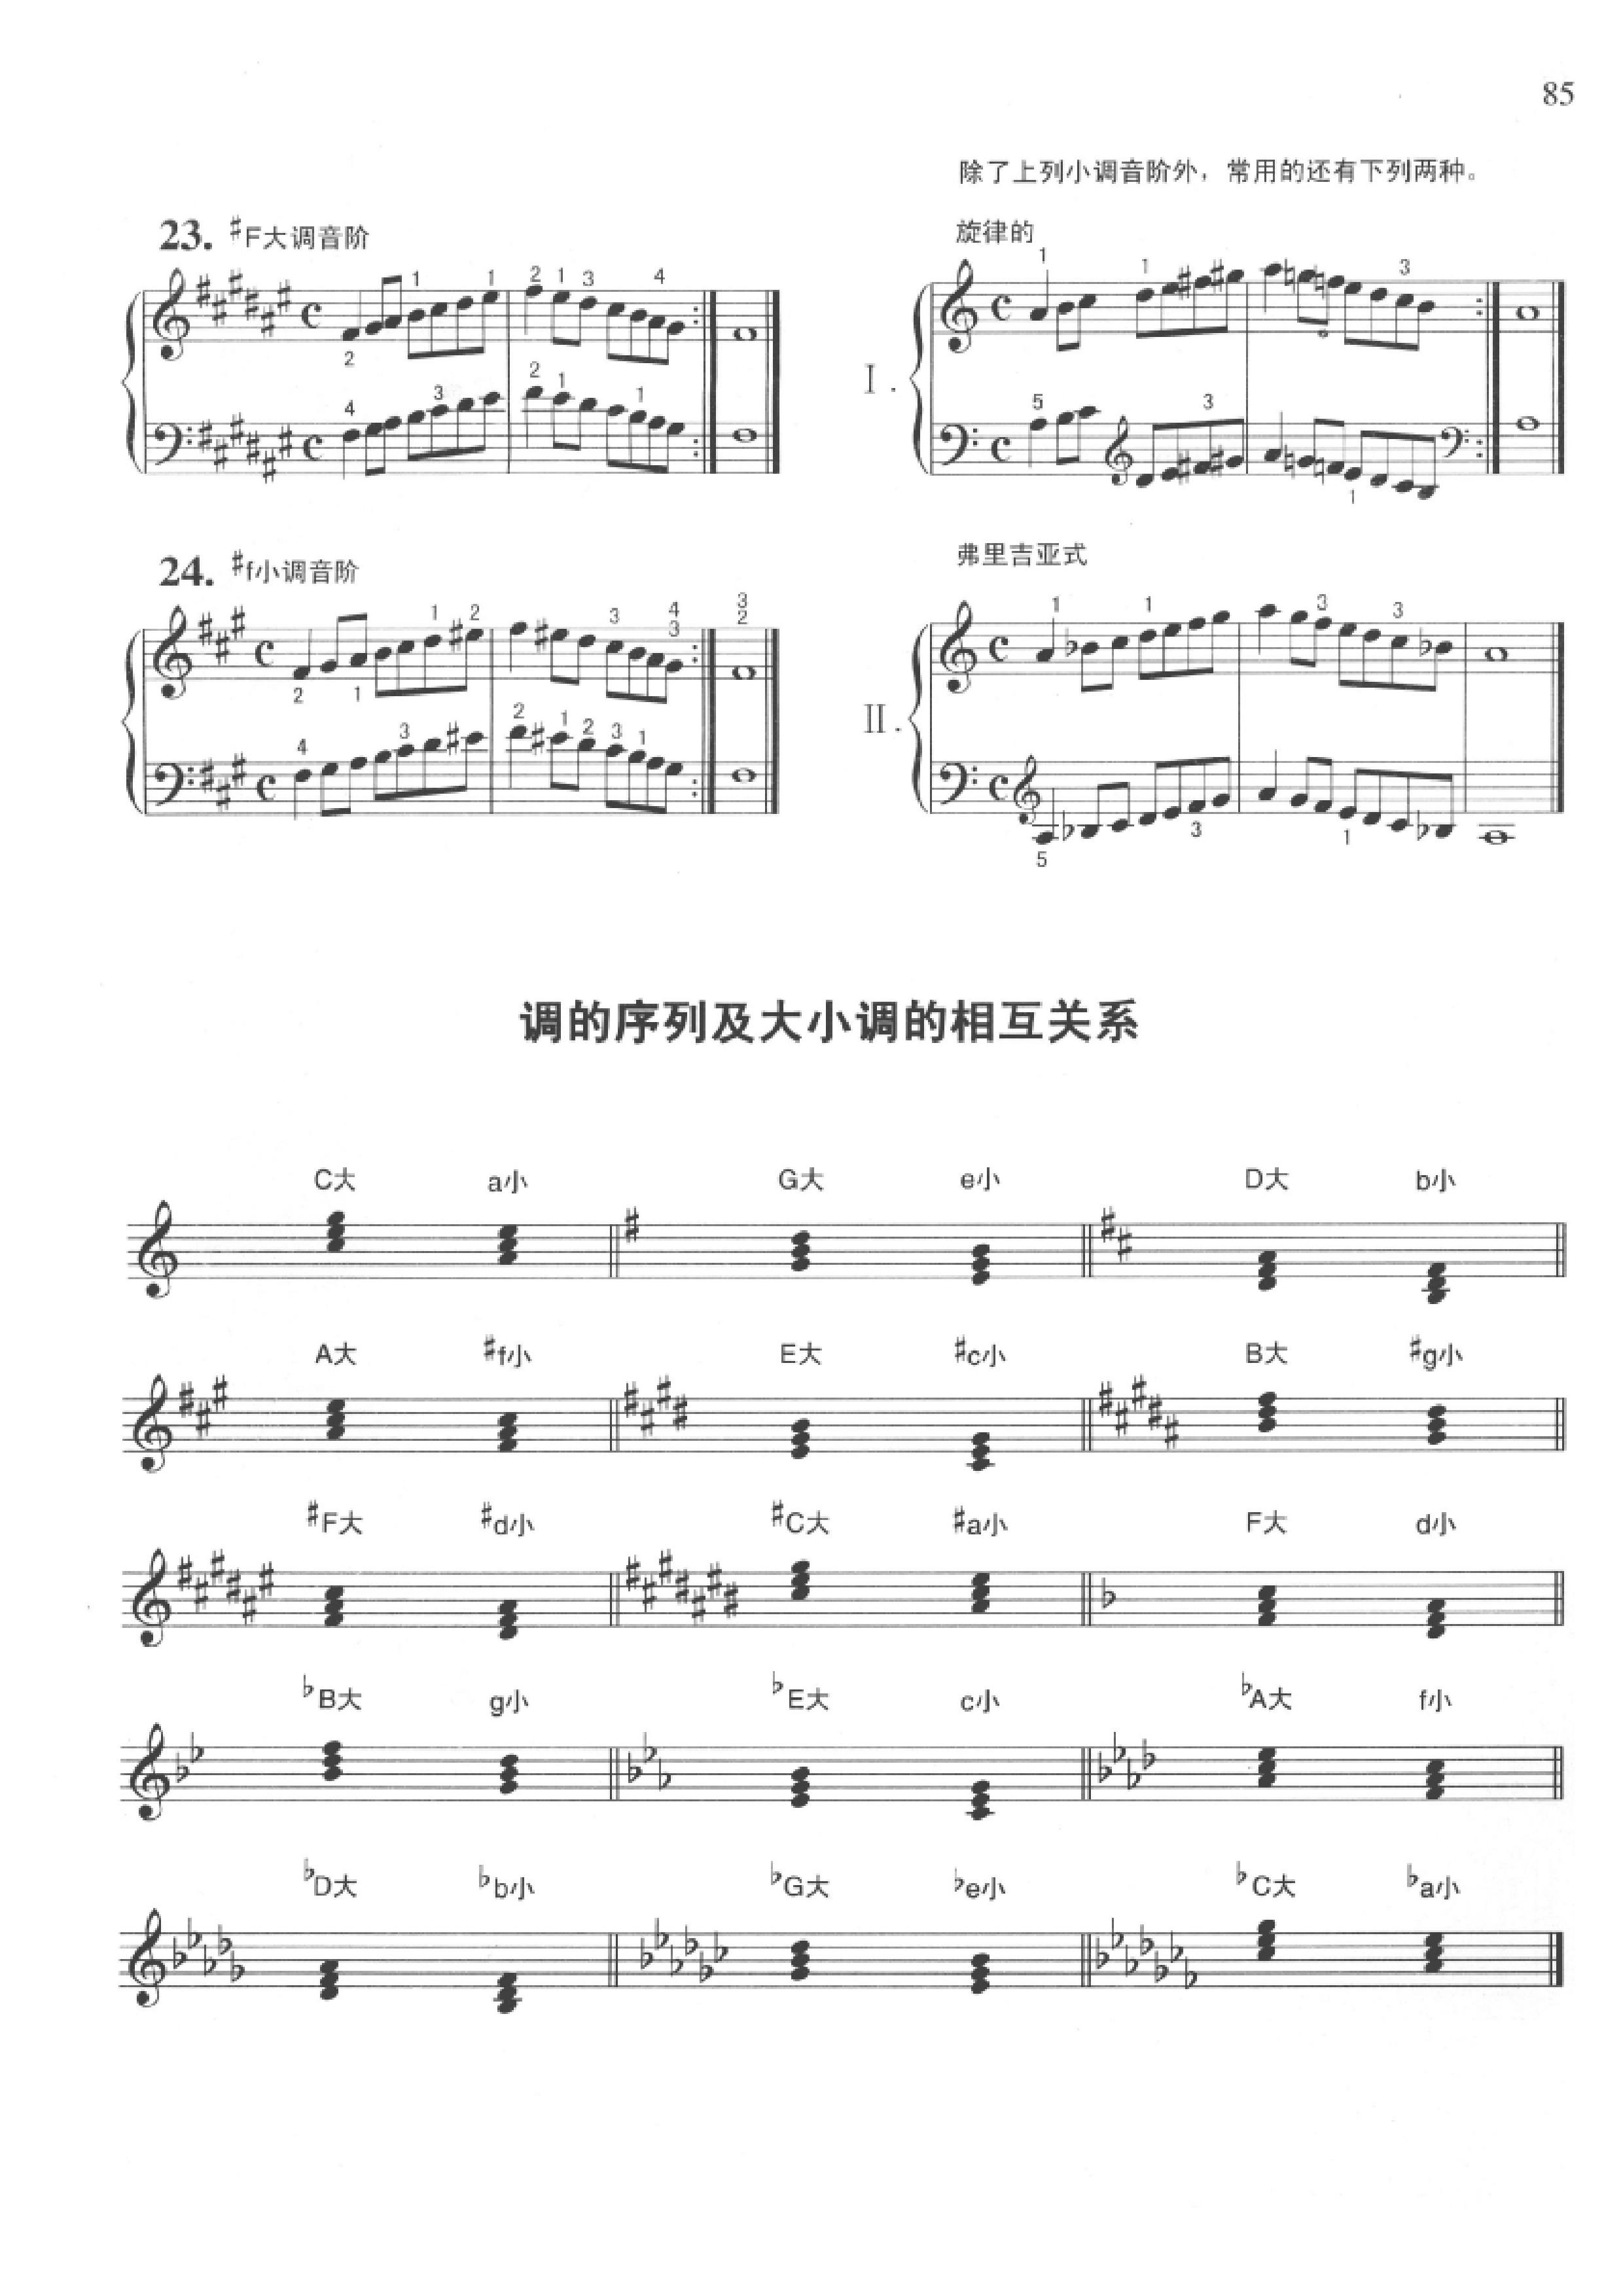 85
除了上列小调音阶外，常用的还有下列两种。
23. ♯F大调音阶
旋律的
1 1 2 1 3 4
2
2 1
4 3 1
1 1 3
I.
5 3
1
24. ♯f小调音阶
弗里吉亚式
1 2 3 4 3
3 2
2 1
4 3 2 1 2 3 1
1 1 3 3
II.
3 1
5
调的序列及大小调的相互关系
C大 a小 G大 e小 D大 b小
A大 ♯f小 E大 ♯c小 B大 ♯g小
♯F大 ♯d小 ♯C大 ♯a小 F大 d小
♭B大 g小 ♭E大 c小 ♭A大 f小
♭D大 ♭b小 ♭G大 ♭e小 ♭C大 ♭a小